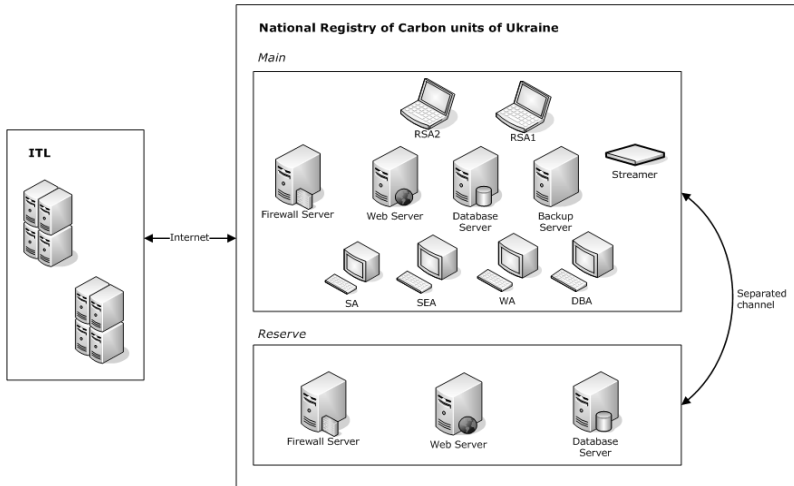 National Registry of Carbon units of Ukraine
Main
RSA2
RSA1
ITL
Streamer
Firewall Server
Web Server
Database
Server
Backup
Server
Internet
SA
SEA
WA
DBA
Separated
channel
Reserve
Firewall Server
Web Server
Database
Server